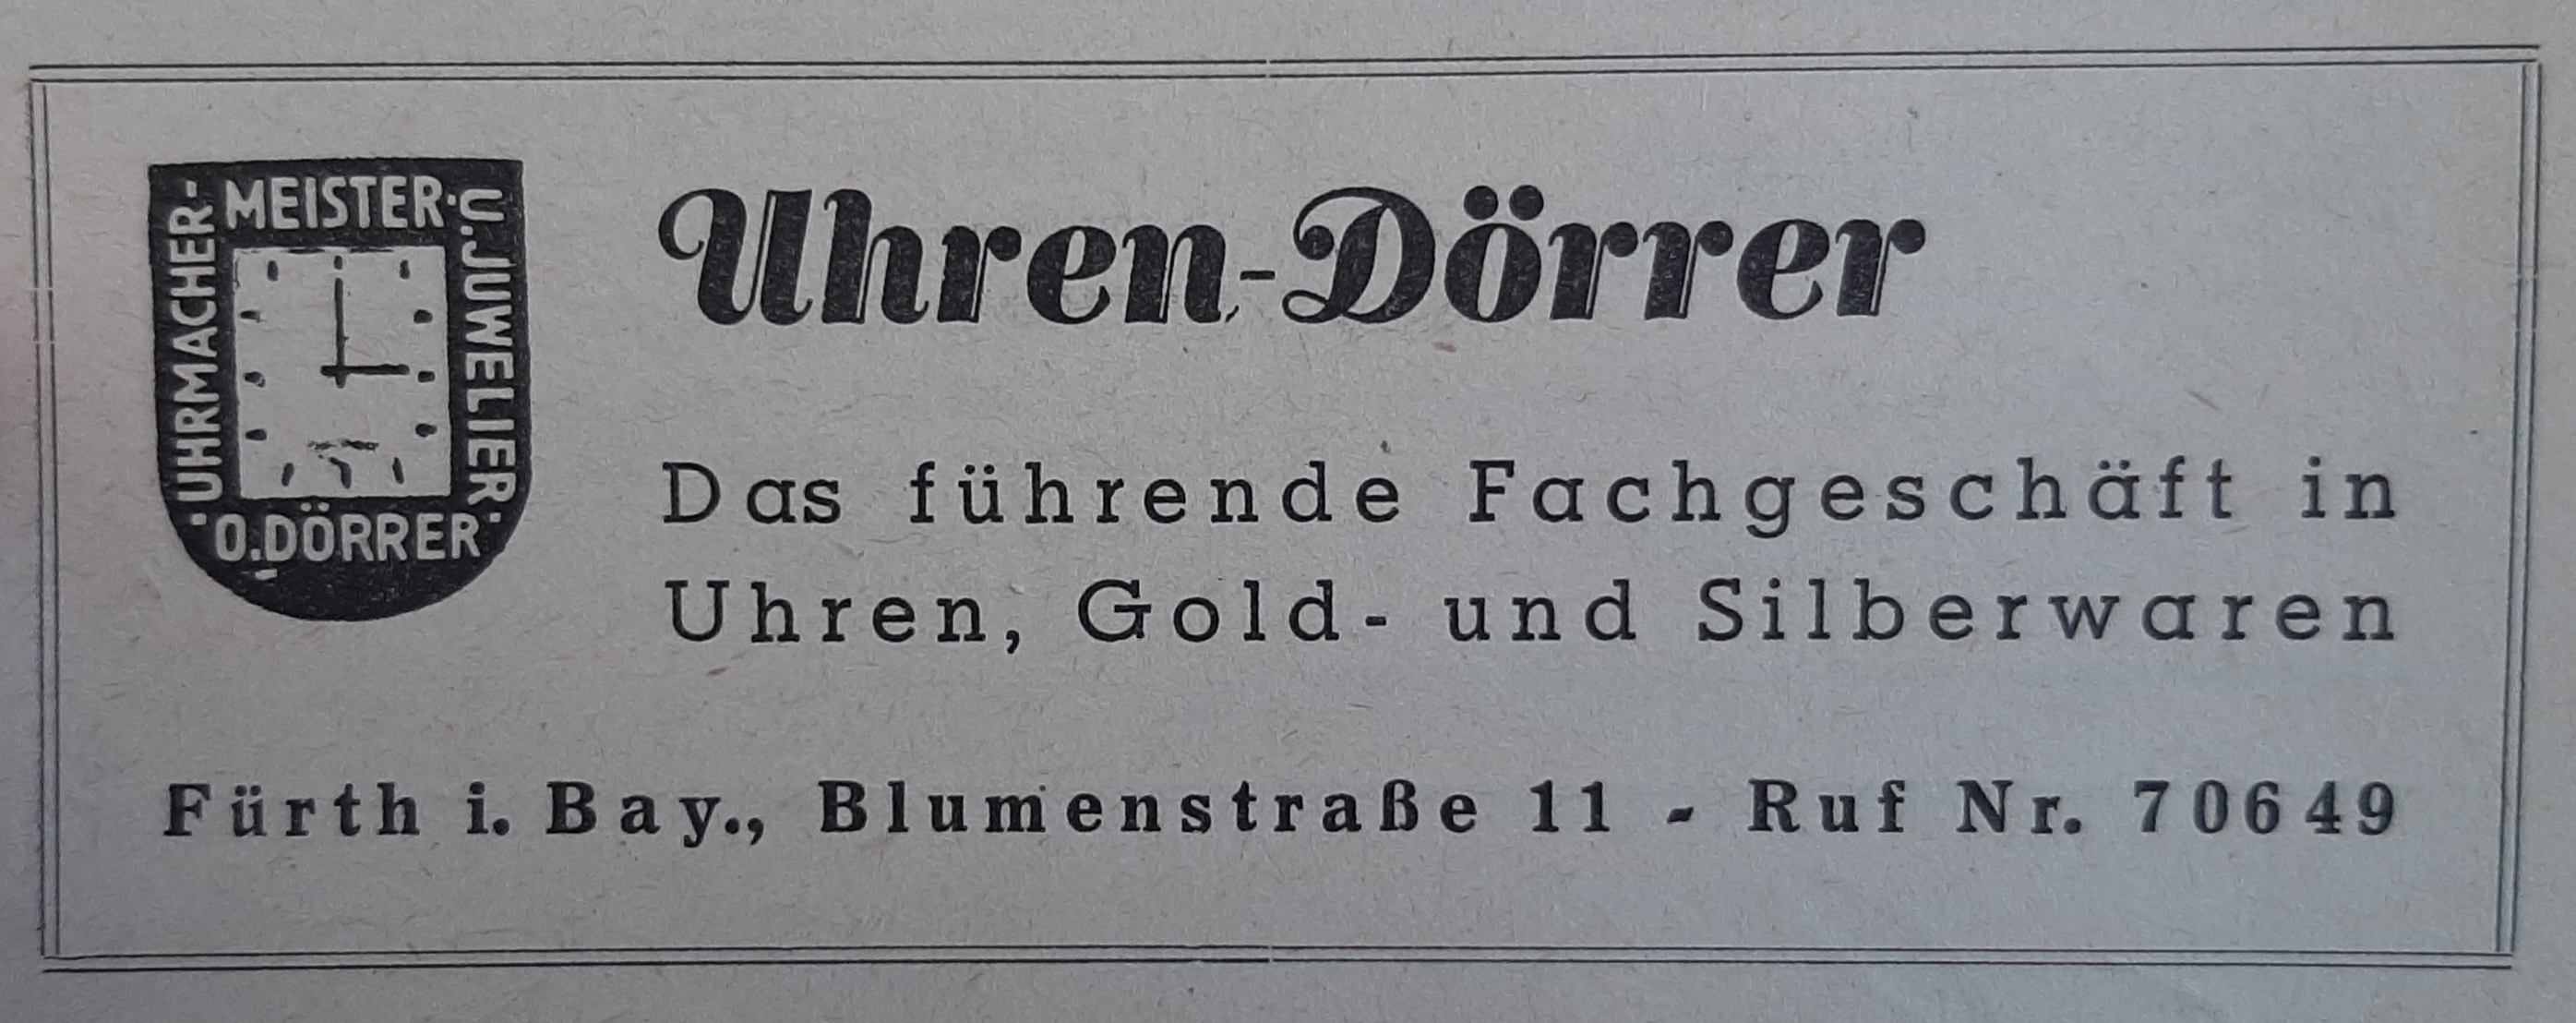 UHRMACHER-
MEISTER·
U. JUWELIER
·O. DÖRRER·
Uhren-Dörrer
Das führende Fachgeschäft in
Uhren, Gold- und Silberwaren
Fürth i. Bay., Blumenstraße 11 - Ruf Nr. 70649